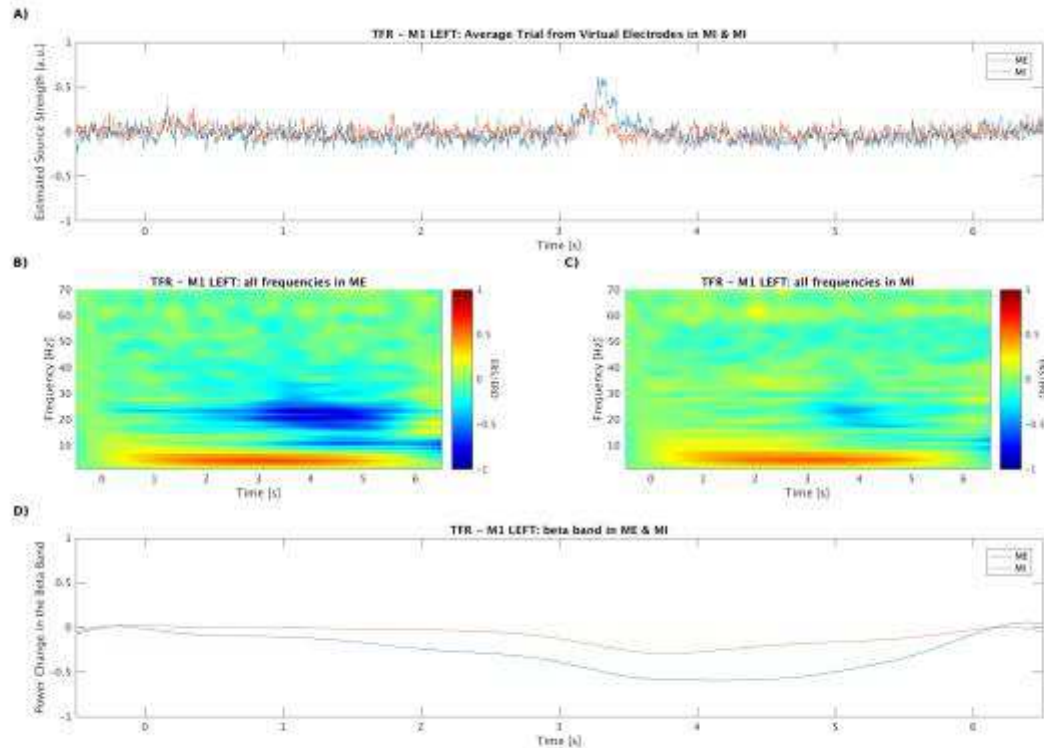 A)
TFR - M1 LEFT: Average Trial from Virtual Electrodes in MI & MI
Estimated Source Strength [a.u.]
1
0.5
0
-0.5
-1
ME
MI
0 1 2 3 4 5 6
Time [s]
B)
TFR - M1 LEFT: all frequencies in ME
Frequency [Hz]
70
60
50
40
30
20
10
0 1 2 3 4 5 6
Time [s]
1
0.5
0
-0.5
-1
C)
TFR - M1 LEFT: all frequencies in MI
Frequency [Hz]
70
60
50
40
30
20
10
0 1 2 3 4 5 6
Time [s]
1
0.5
0
-0.5
-1
D)
TFR - M1 LEFT: beta band in ME & MI
Power Change in the Beta Band
1
0.5
0
-0.5
-1
ME
MI
0 1 2 3 4 5 6
Time [s]